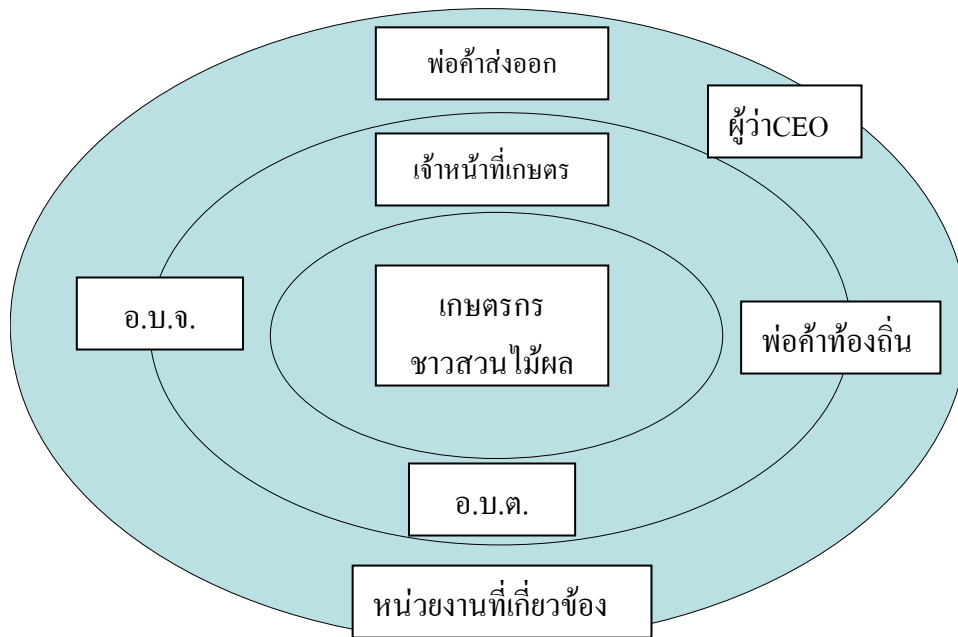 พ่อค้าส่งออก
ผู้ว่าCEO
เจ้าหน้าที่เกษตร
อ.บ.จ.
เกษตรกร
ชาวสวนไม้ผล
พ่อค้าท้องถิ่น
อ.บ.ต.
หน่วยงานที่เกี่ยวข้อง